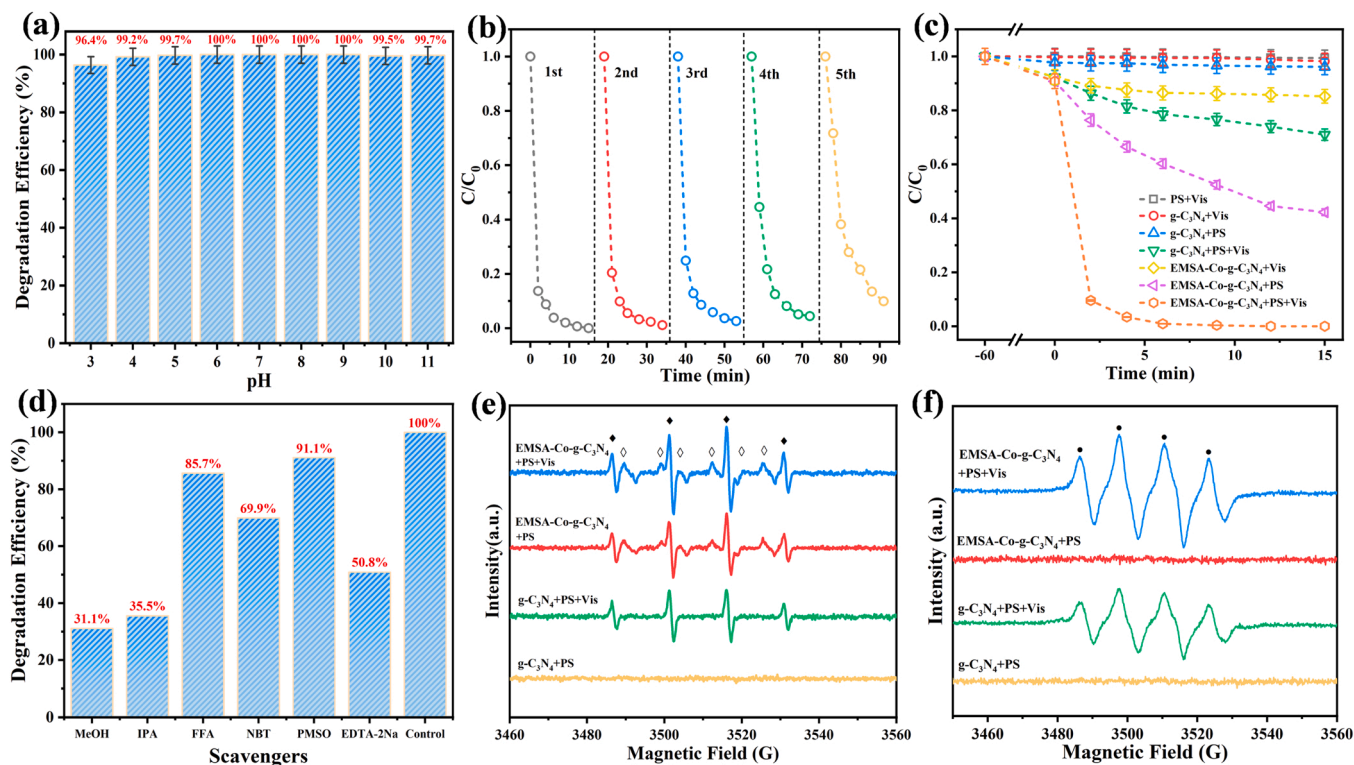 (a)
96.4% 99.2% 99.7% 100% 100% 100% 100% 99.5% 99.7%
100
80
60
40
20
0
Degradation Efficiency (%)
3 4 5 6 7 8 9 10 11
pH
(b)
1st 2nd 3rd 4th 5th
1.0
0.8
0.6
0.4
0.2
0.0
C/C0
0 10 20 30 40 50 60 70 80 90
Time (min)
(c)
1.0
0.8
0.6
0.4
0.2
0.0
C/C0
PS+Vis
g-C3N4+Vis
g-C3N4+PS
g-C3N4+PS+Vis
EMSA-Co-g-C3N4+Vis
EMSA-Co-g-C3N4+PS
EMSA-Co-g-C3N4+PS+Vis
-60 0 5 10 15
Time (min)
(d)
100
80
60
40
20
0
Degradation Efficiency (%)
31.1% 35.5% 85.7% 69.9% 91.1% 50.8% 100%
MeOH IPA FFA NBT PMSO EDTA-2Na Control
Scavengers
(e)
Intensity(a.u.)
EMSA-Co-g-C3N4
+PS+Vis
EMSA-Co-g-C3N4
+PS
g-C3N4+PS+Vis
g-C3N4+PS
3460 3480 3500 3520 3540 3560
Magnetic Field (G)
(f)
Intensity (a.u.)
EMSA-Co-g-C3N4
+PS+Vis
EMSA-Co-g-C3N4+PS
g-C3N4+PS+Vis
g-C3N4+PS
3460 3480 3500 3520 3540 3560
Magnetic Field (G)